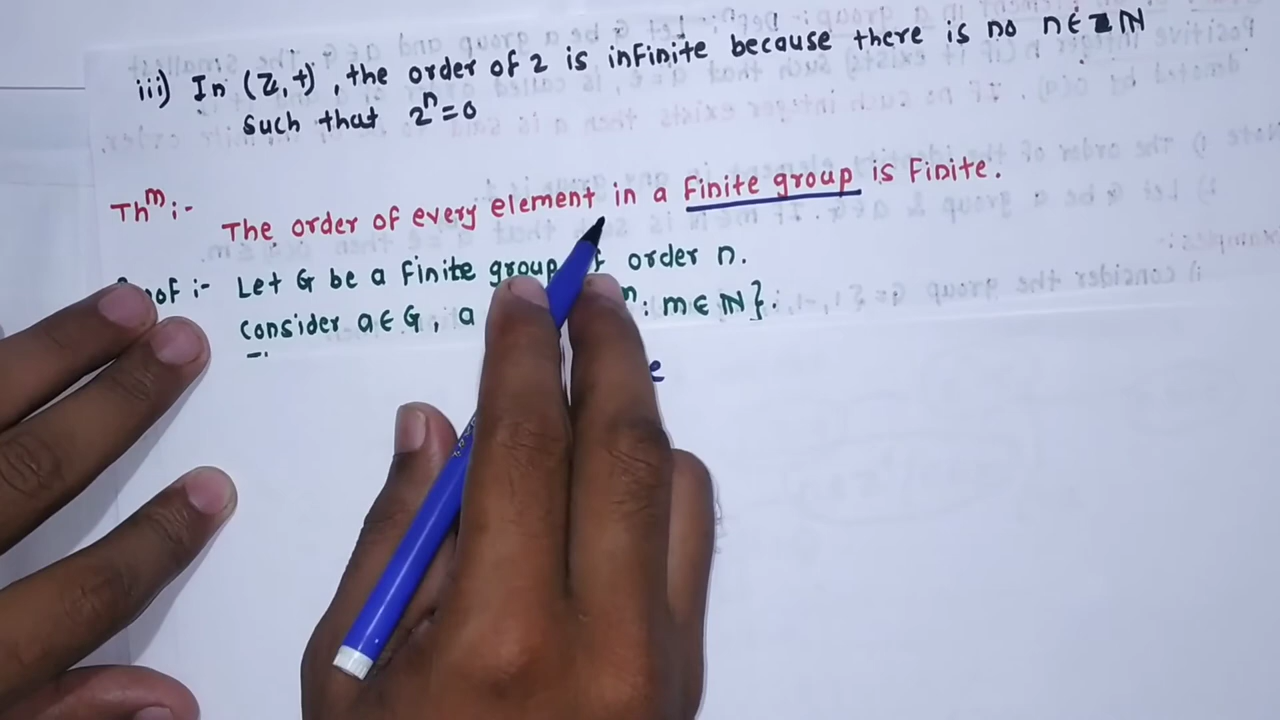 iii) In (Z, +), the order of 2 is infinite because there is no n ∈ N
such that 2ⁿ = 0
Thᵐ :- The order of every element in a Finite group is Finite.
oof :- Let G be a Finite group f order n.
consider a ∈ G, a : m ∈ N}.
e